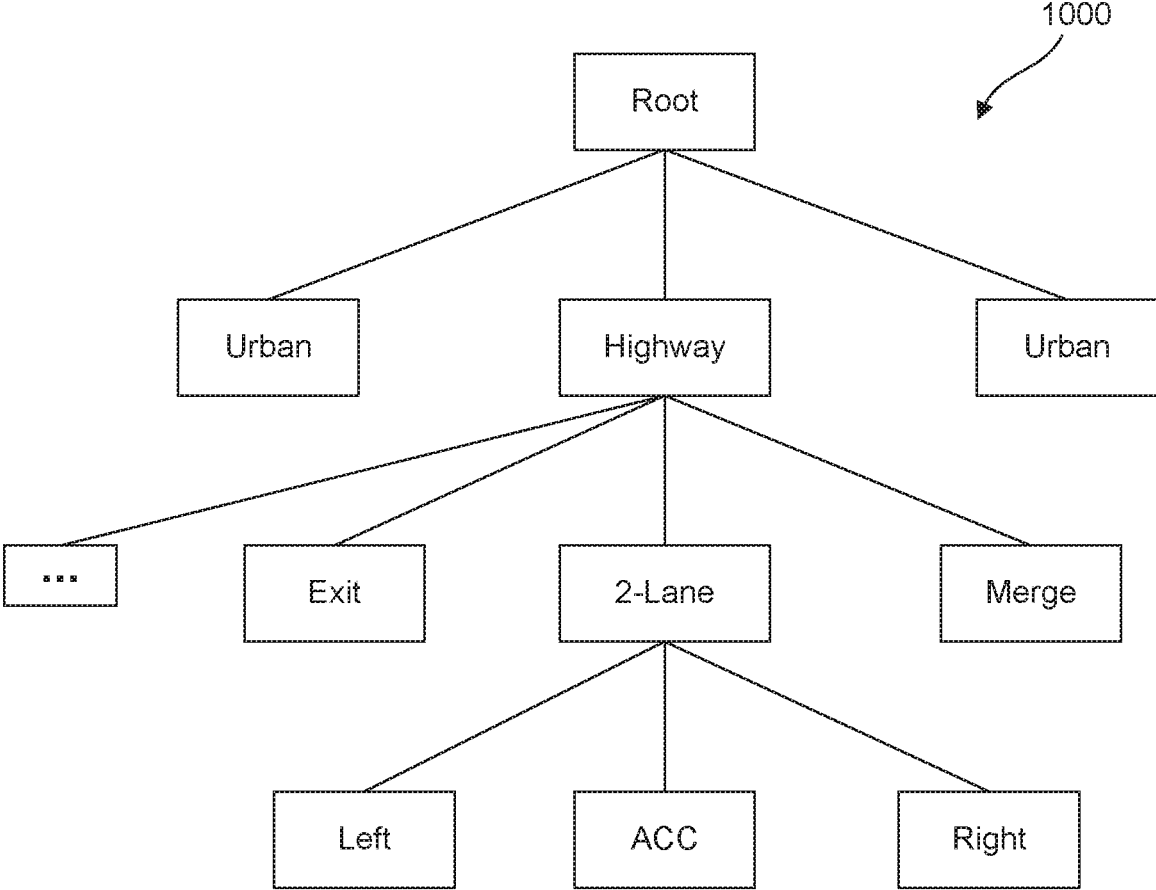 1000
Root
Urban
Highway
Urban
...
Exit
2-Lane
Merge
Left
ACC
Right